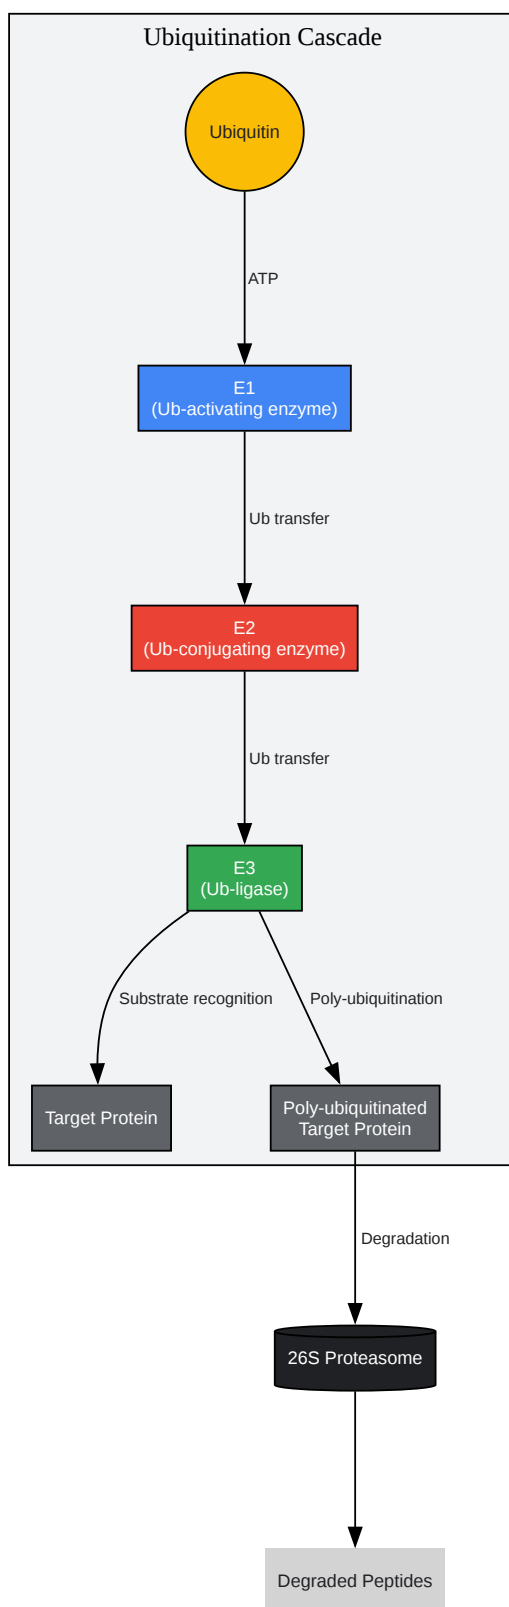 Ubiquitination Cascade
Ubiquitin
ATP
E1
(Ub-activating enzyme)
Ub transfer
E2
(Ub-conjugating enzyme)
Ub transfer
E3
(Ub-ligase)
Substrate recognition
Poly-ubiquitination
Target Protein
Poly-ubiquitinated
Target Protein
Degradation
26S Proteasome
Degraded Peptides